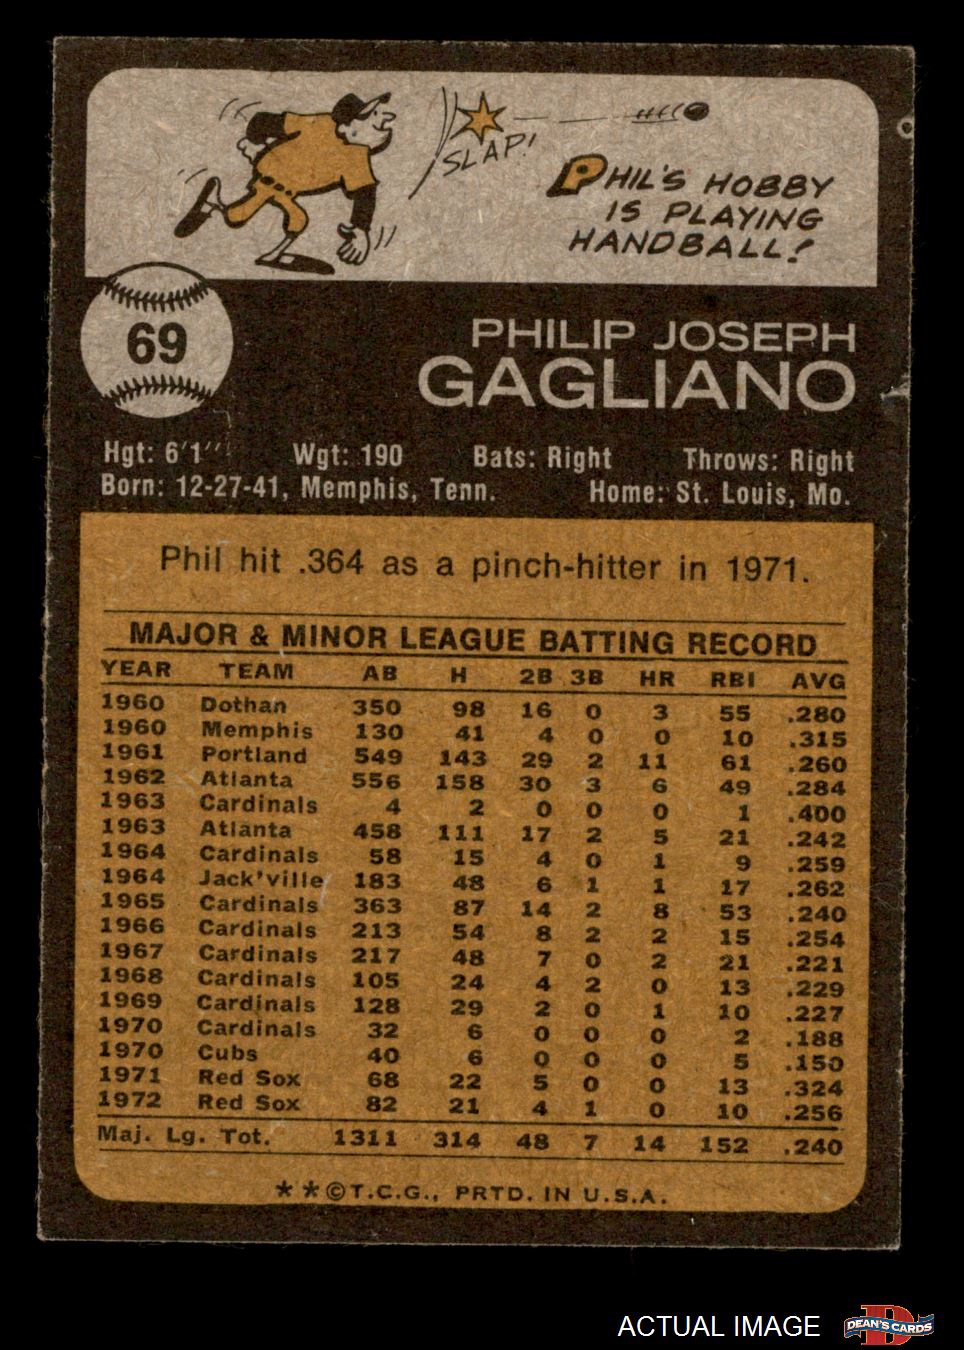 SLAP!
PHIL'S HOBBY
IS PLAYING
HANDBALL!
69
PHILIP JOSEPH
GAGLIANO
Hgt: 6'1" Wgt: 190 Bats: Right Throws: Right
Born: 12-27-41, Memphis, Tenn. Home: St. Louis, Mo.
Phil hit .364 as a pinch-hitter in 1971.
MAJOR & MINOR LEAGUE BATTING RECORD
YEAR TEAM AB H 2B 3B HR RBI AVG
1960 Dothan 350 98 16 0 3 55 .280
1960 Memphis 130 41 4 0 0 10 .315
1961 Portland 549 143 29 2 11 61 .260
1962 Atlanta 556 158 30 3 6 49 .284
1963 Cardinals 4 2 0 0 0 1 .400
1963 Atlanta 458 111 17 2 5 21 .242
1964 Cardinals 58 15 4 0 1 9 .259
1964 Jack'ville 183 48 6 1 1 17 .262
1965 Cardinals 363 87 14 2 8 53 .240
1966 Cardinals 213 54 8 2 2 15 .254
1967 Cardinals 217 48 7 0 2 21 .221
1968 Cardinals 105 24 4 2 0 13 .229
1969 Cardinals 128 29 2 0 1 10 .227
1970 Cardinals 32 6 0 0 0 2 .188
1970 Cubs 40 6 0 0 0 5 .150
1971 Red Sox 68 22 5 0 0 13 .324
1972 Red Sox 82 21 4 1 0 10 .256
Maj. Lg. Tot. 1311 314 48 7 14 152 .240
**©T.C.G., PRTD. IN U.S.A.
ACTUAL IMAGE
D
DEAN'S CARDS